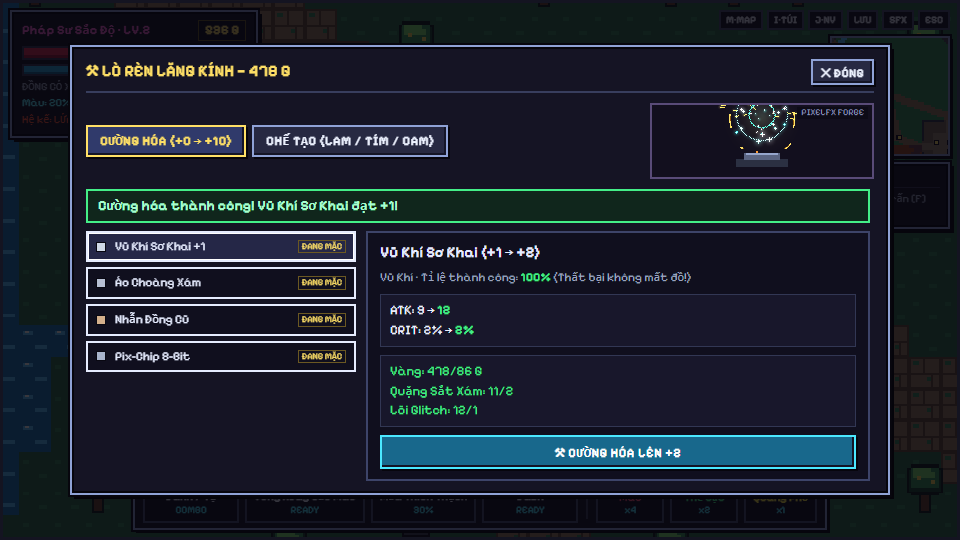 Pháp Sư Sắc Độ · LV.2
M-MAP I-TÚI J-NV LƯU SFX ESC
⚒ LÒ RÈN LĂNG KÍNH - 478 G
✕ ĐÓNG
CƯỜNG HÓA (+0 → +10)
CHẾ TẠO (LAM / TÍM / CAM)
PIXELFX FORGE
Cường hóa thành công! Vũ Khí Sơ Khai đạt +1!
Vũ Khí Sơ Khai +1 ĐANG MẶC
Áo Choàng Xám ĐANG MẶC
Nhẫn Đồng Cũ ĐANG MẶC
Pix-Chip 8-Bit ĐANG MẶC
Vũ Khí Sơ Khai (+1 → +2)
Vũ Khí · Tỉ lệ thành công: 100% (Thất bại không mất đồ!)
ATK: 9 → 12
CRIT: 2% → 2%
Vàng: 478/86 G
Quặng Sắt Xám: 11/2
Lõi Glitch: 12/1
⚒ CƯỜNG HÓA LÊN +2
COMBO READY 30% READY x4 x2 x1